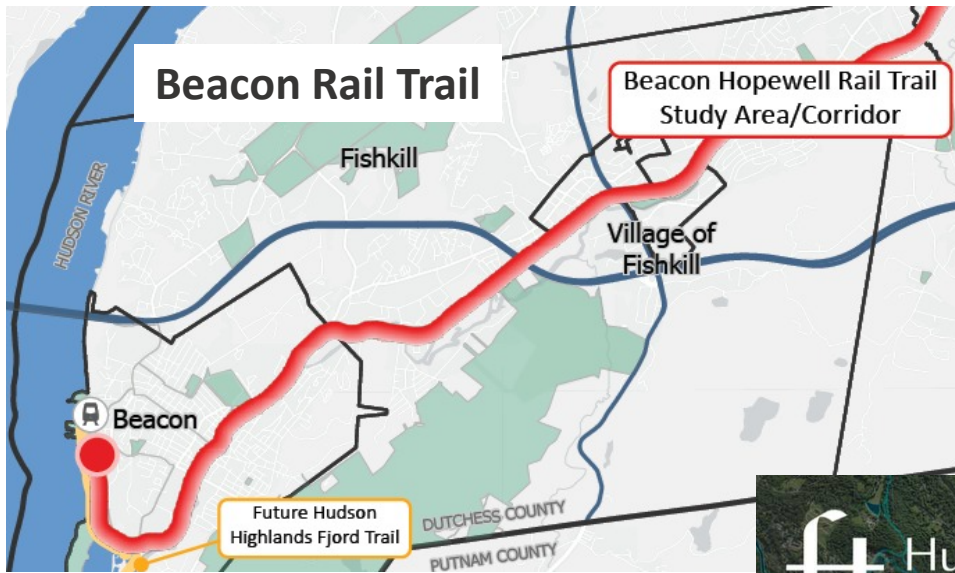 Beacon Rail Trail
Beacon Hopewell Rail Trail
Study Area/Corridor
Fishkill
HUDSON RIVER
Village of
Fishkill
Beacon
Future Hudson
Highlands Fjord Trail
DUTCHESS COUNTY
PUTNAM COUNTY
Hu